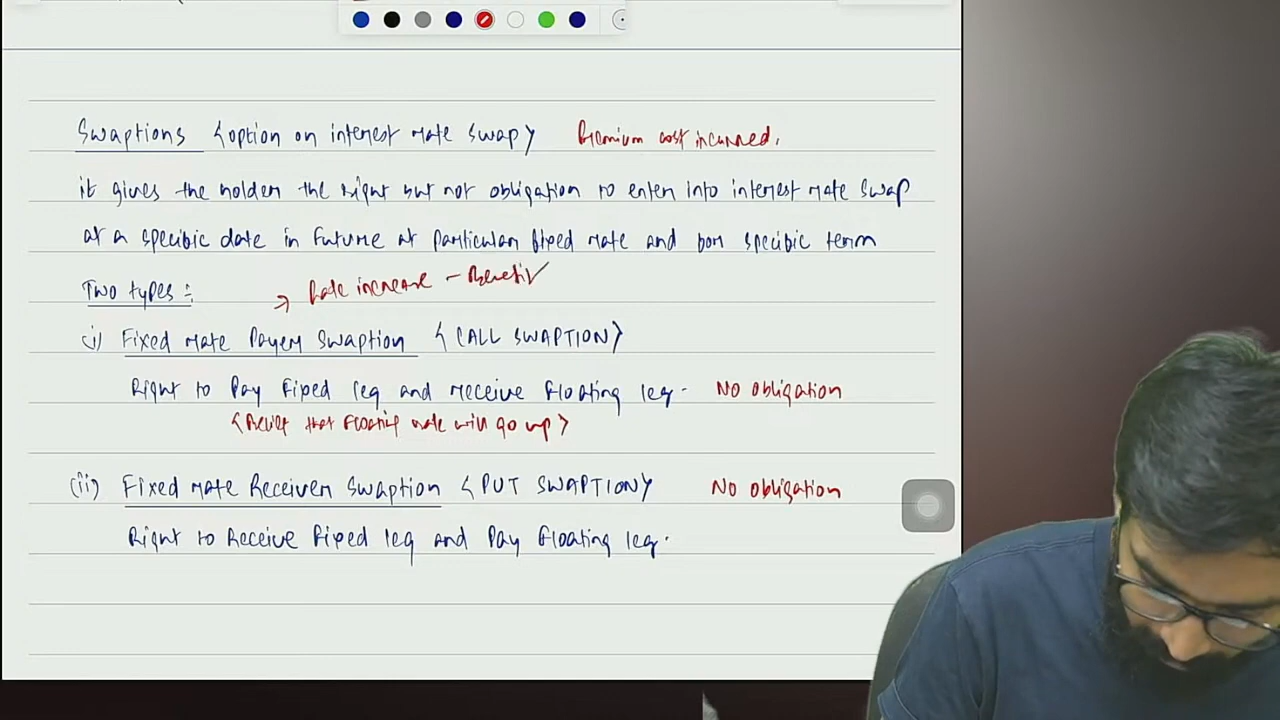 Swaptions {option on interest rate swap} Premium cost incurred.
it gives the holder the right but not obligation to enter into interest rate swap
at a specific date in future at particular fixed rate and for specific term
Two types :-
→ Rate increase - Benefit ✓
(i) Fixed rate Payer Swaption {CALL SWAPTION}
Right to Pay Fixed leg and receive Floating leg. No obligation
{Belief that Floating rate will go up}
(ii) Fixed rate Receiver Swaption {PUT SWAPTION} No obligation
Right to Receive Fixed leg and Pay Floating leg.